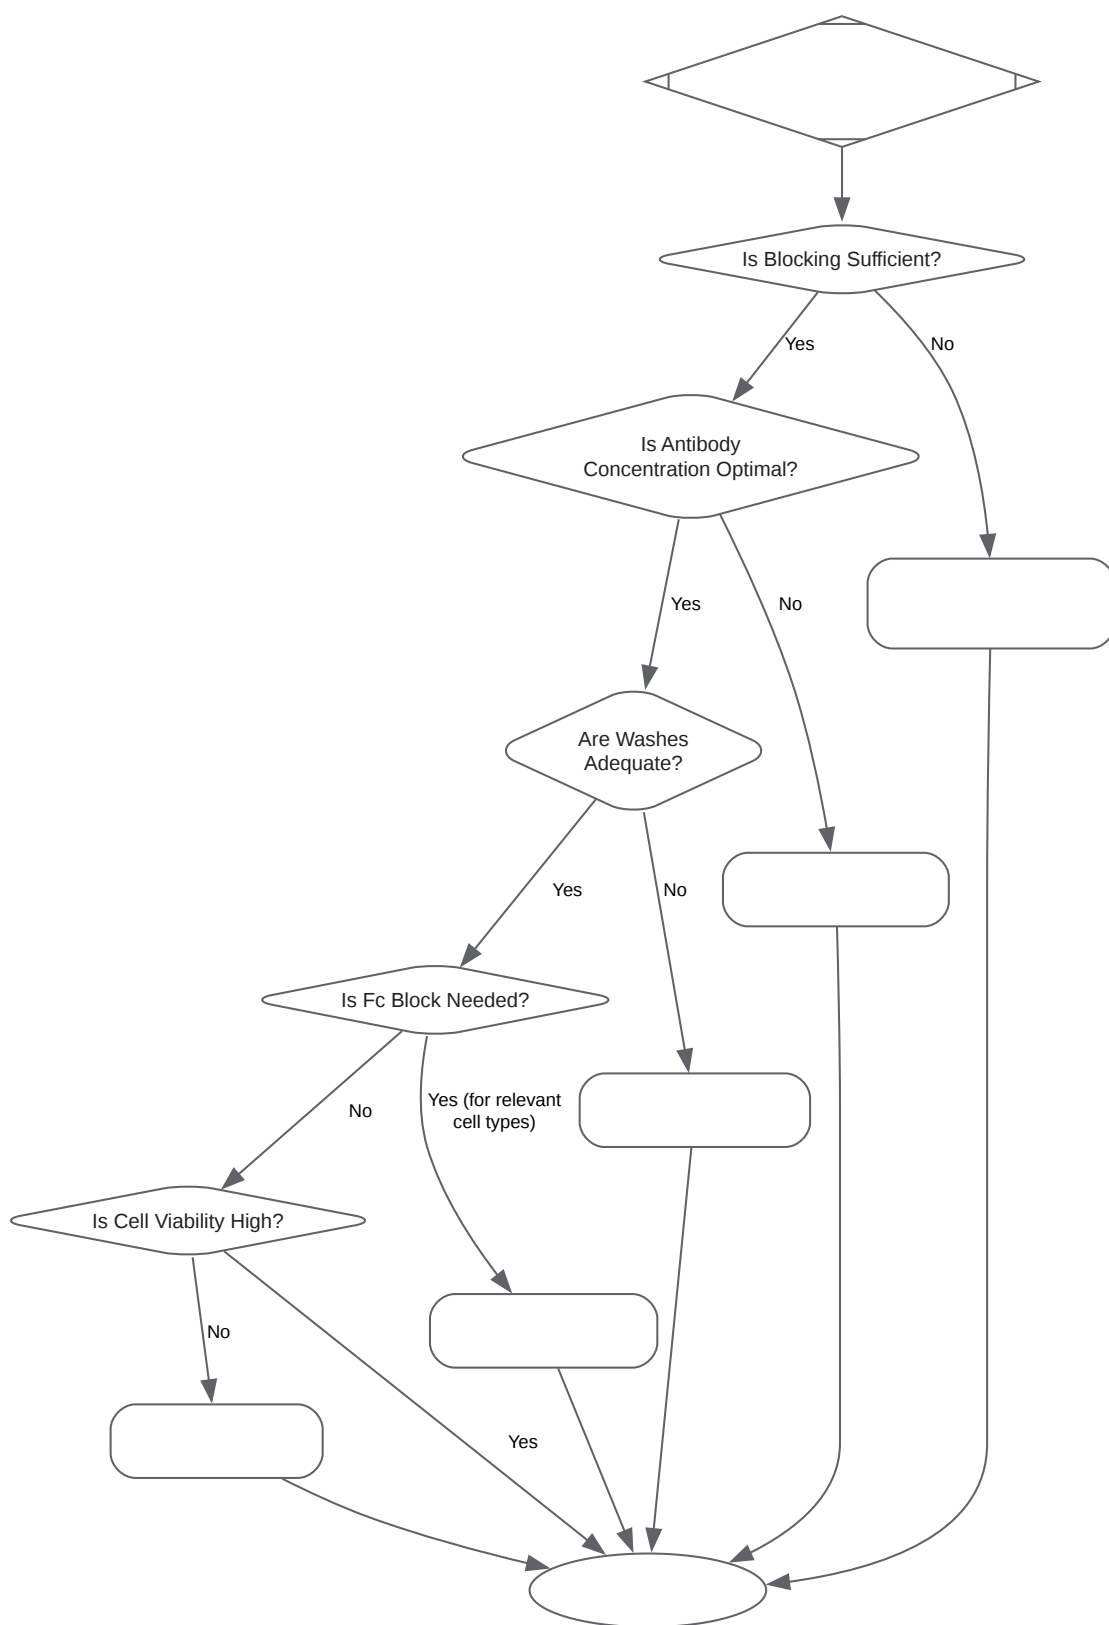 Is Blocking Sufficient?
Yes
No
Is Antibody
Concentration Optimal?
Yes
No
Are Washes
Adequate?
Yes
No
Is Fc Block Needed?
No
Yes (for relevant
cell types)
Is Cell Viability High?
No
Yes